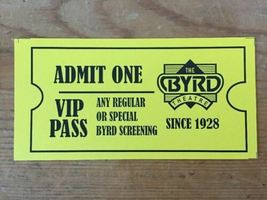 ADMIT ONE
VIP PASS
ANY REGULAR
OR SPECIAL
BYRD SCREENING
THE
BYRD
THEATRE
SINCE 1928